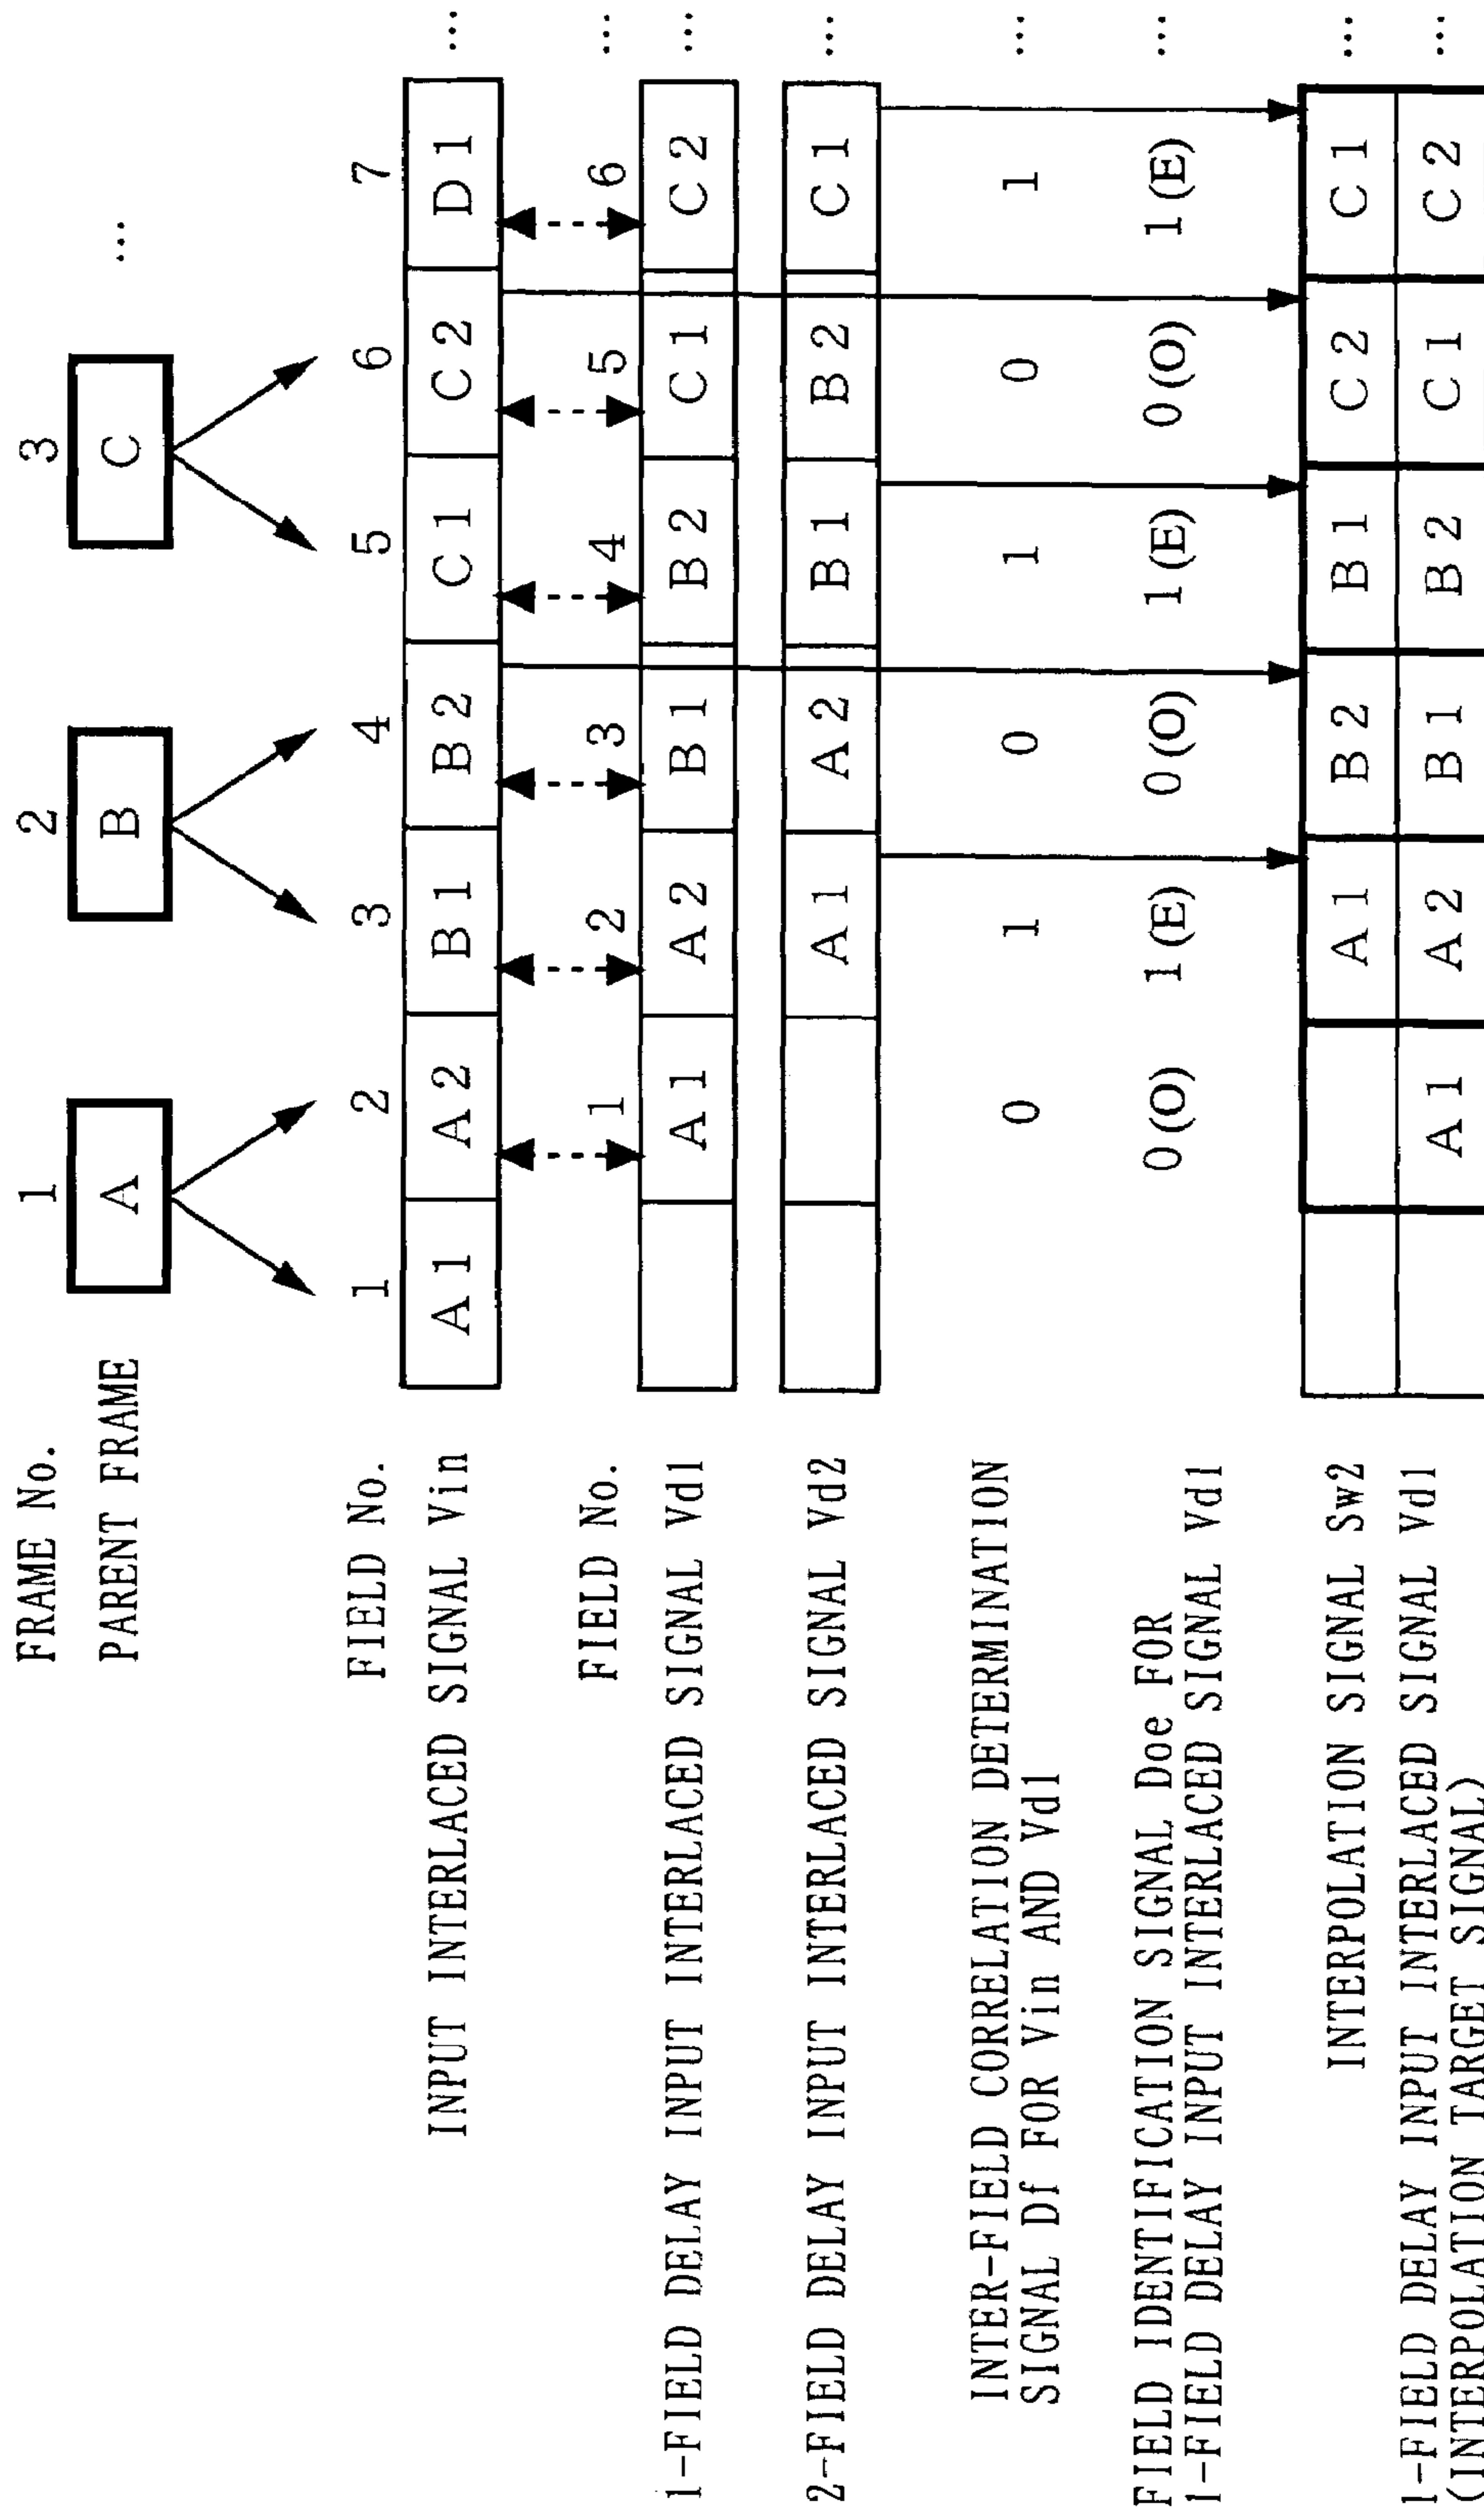 FRAME No. 1 2 3
PARENT FRAME A B C ...
FIELD No. 1 2 3 4 5 6 7
INPUT INTERLACED SIGNAL Vin A1 A2 B1 B2 C1 C2 D1 ...
FIELD No. 1 2 3 4 5 6 ...
1-FIELD DELAY INPUT INTERLACED SIGNAL Vd1 A1 A2 B1 B2 C1 C2 ...
2-FIELD DELAY INPUT INTERLACED SIGNAL Vd2 A1 A2 B1 B2 C1 ...
INTER-FIELD CORRELATION DETERMINATION
SIGNAL Df FOR Vin AND Vd1 0 1 0 1 0 1 ...
FIELD IDENTIFICATION SIGNAL Doe FOR
1-FIELD DELAY INPUT INTERLACED SIGNAL Vd1 0(O) 1(E) 0(O) 1(E) 0(O) 1(E) ...
INTERPOLATION SIGNAL Sw2 A1 B2 B1 C2 C1 ...
1-FIELD DELAY INPUT INTERLACED SIGNAL Vd1 A1 A2 B1 B2 C1 C2 ...
(INTERPOLATION TARGET SIGNAL)